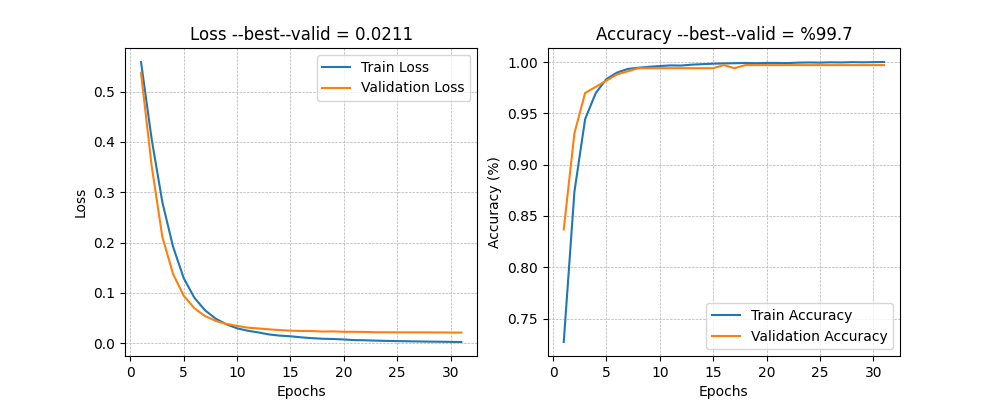 Loss --best--valid = 0.0211
Train Loss
Validation Loss
0.5
0.4
0.3
0.2
0.1
0.0
Loss
0 5 10 15 20 25 30
Epochs
Accuracy --best--valid = %99.7
1.00
0.95
0.90
0.85
0.80
0.75
Accuracy (%)
Train Accuracy
Validation Accuracy
0 5 10 15 20 25 30
Epochs